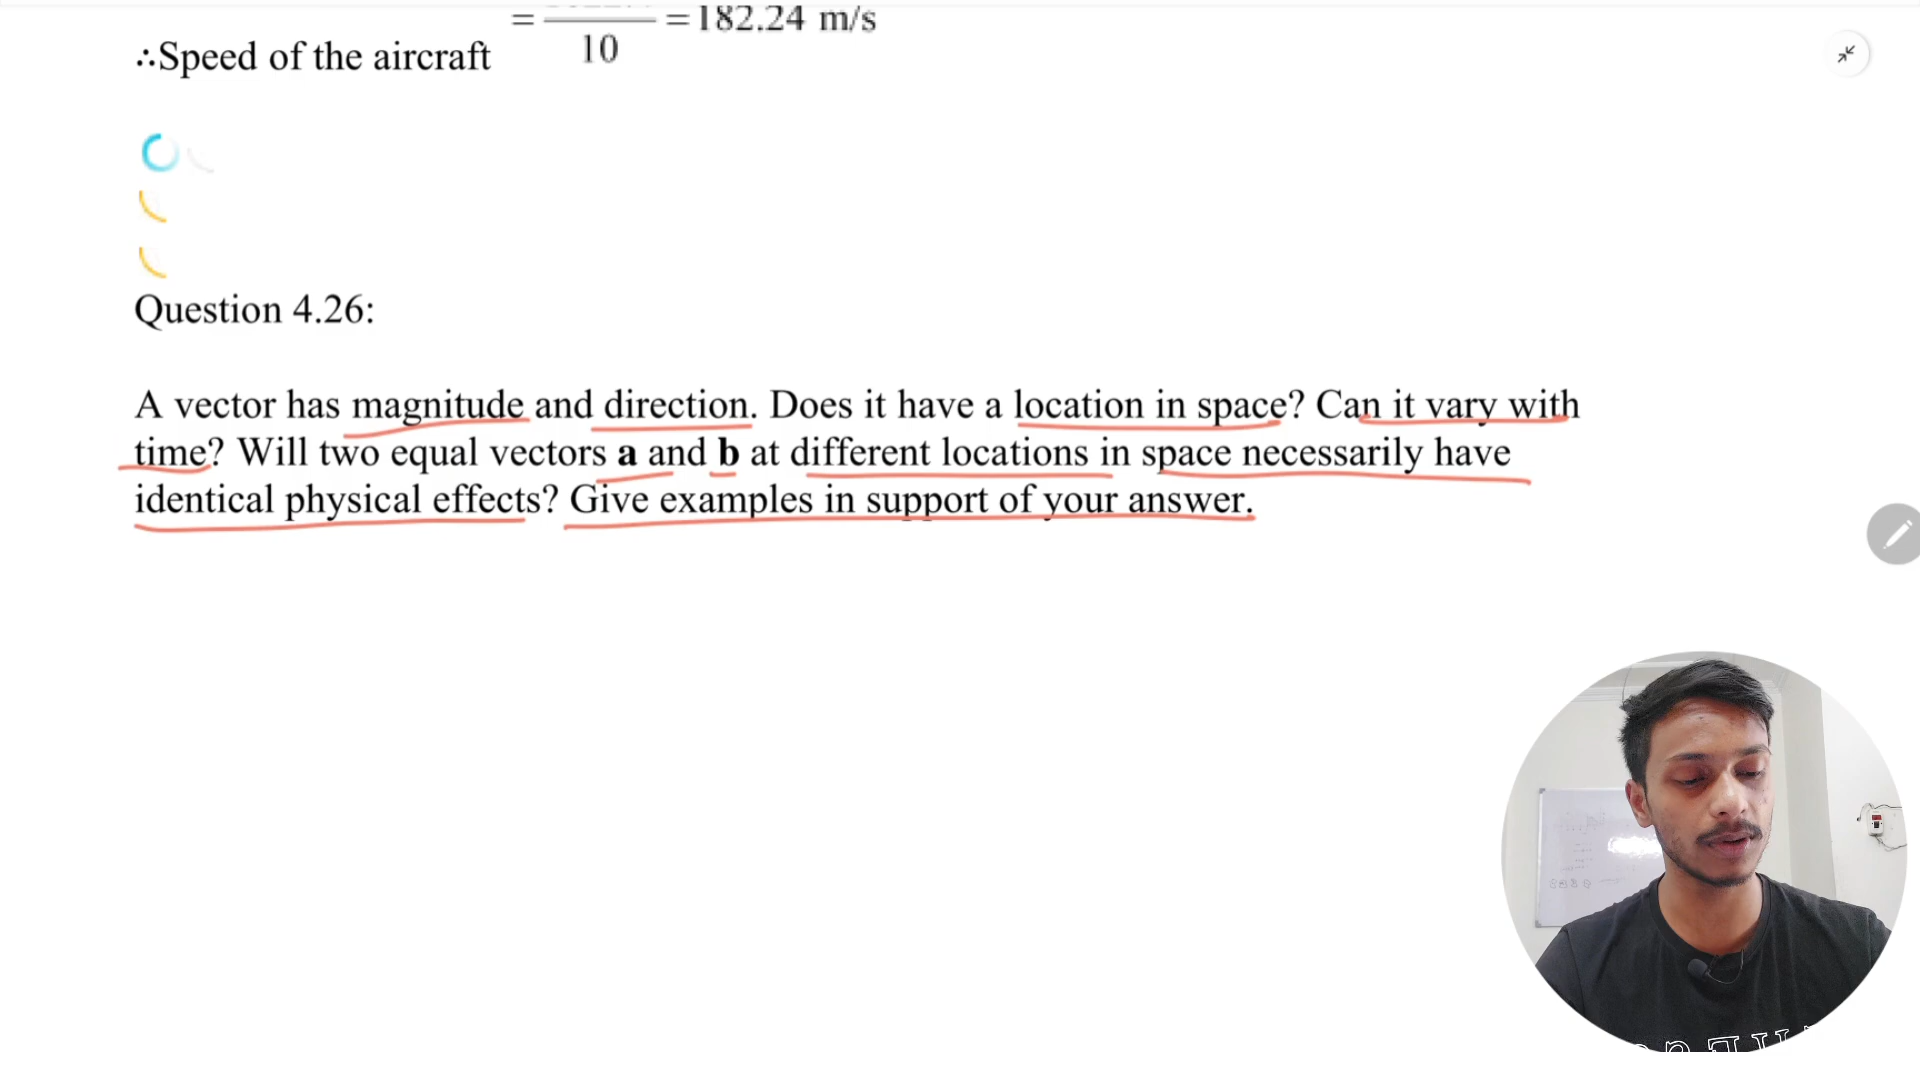 = 10 = 182.24 m/s
∴Speed of the aircraft
Question 4.26:
A vector has magnitude and direction. Does it have a location in space? Can it vary with
time? Will two equal vectors a and b at different locations in space necessarily have
identical physical effects? Give examples in support of your answer.